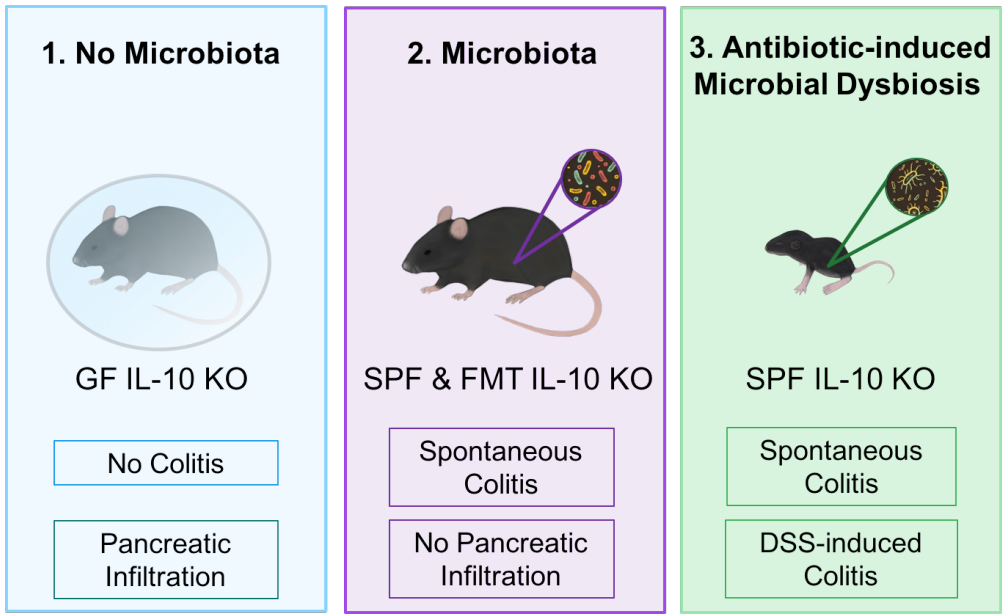 1. No Microbiota
GF IL-10 KO
No Colitis
Pancreatic
Infiltration
2. Microbiota
SPF & FMT IL-10 KO
Spontaneous
Colitis
No Pancreatic
Infiltration
3. Antibiotic-induced
Microbial Dysbiosis
SPF IL-10 KO
Spontaneous
Colitis
DSS-induced
Colitis